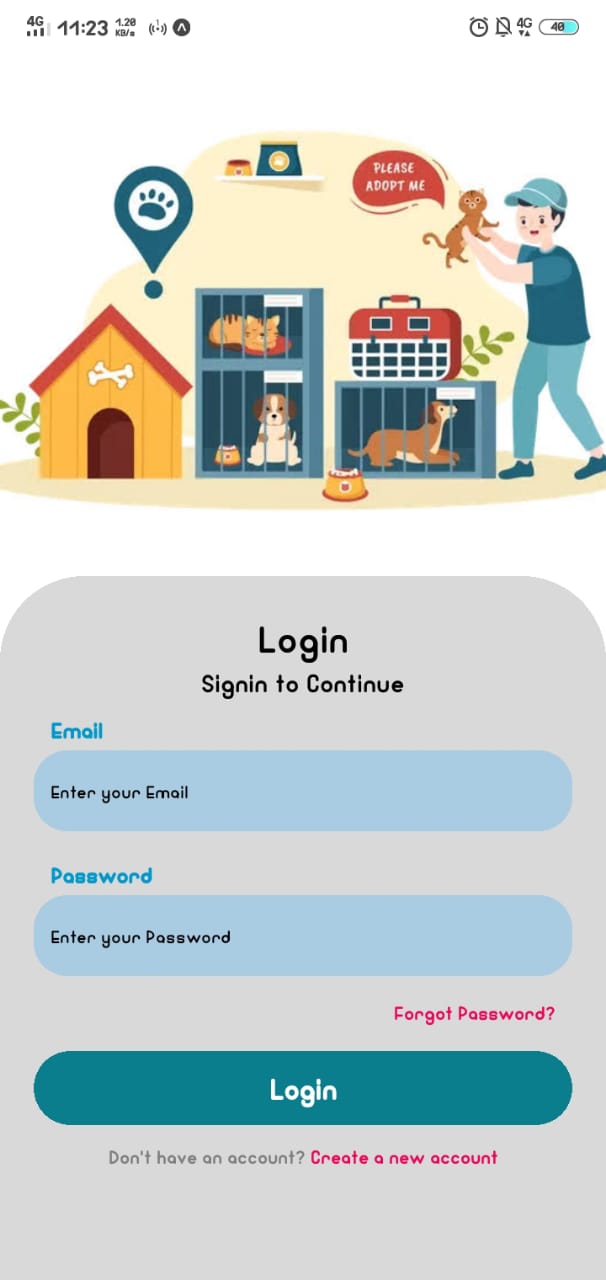 4G 11:23 1.20 KB/s 4G 40
PLEASE
ADOPT ME
Login
Signin to Continue
Email
Enter your Email
Password
Enter your Password
Forgot Password?
Login
Don't have an account? Create a new account